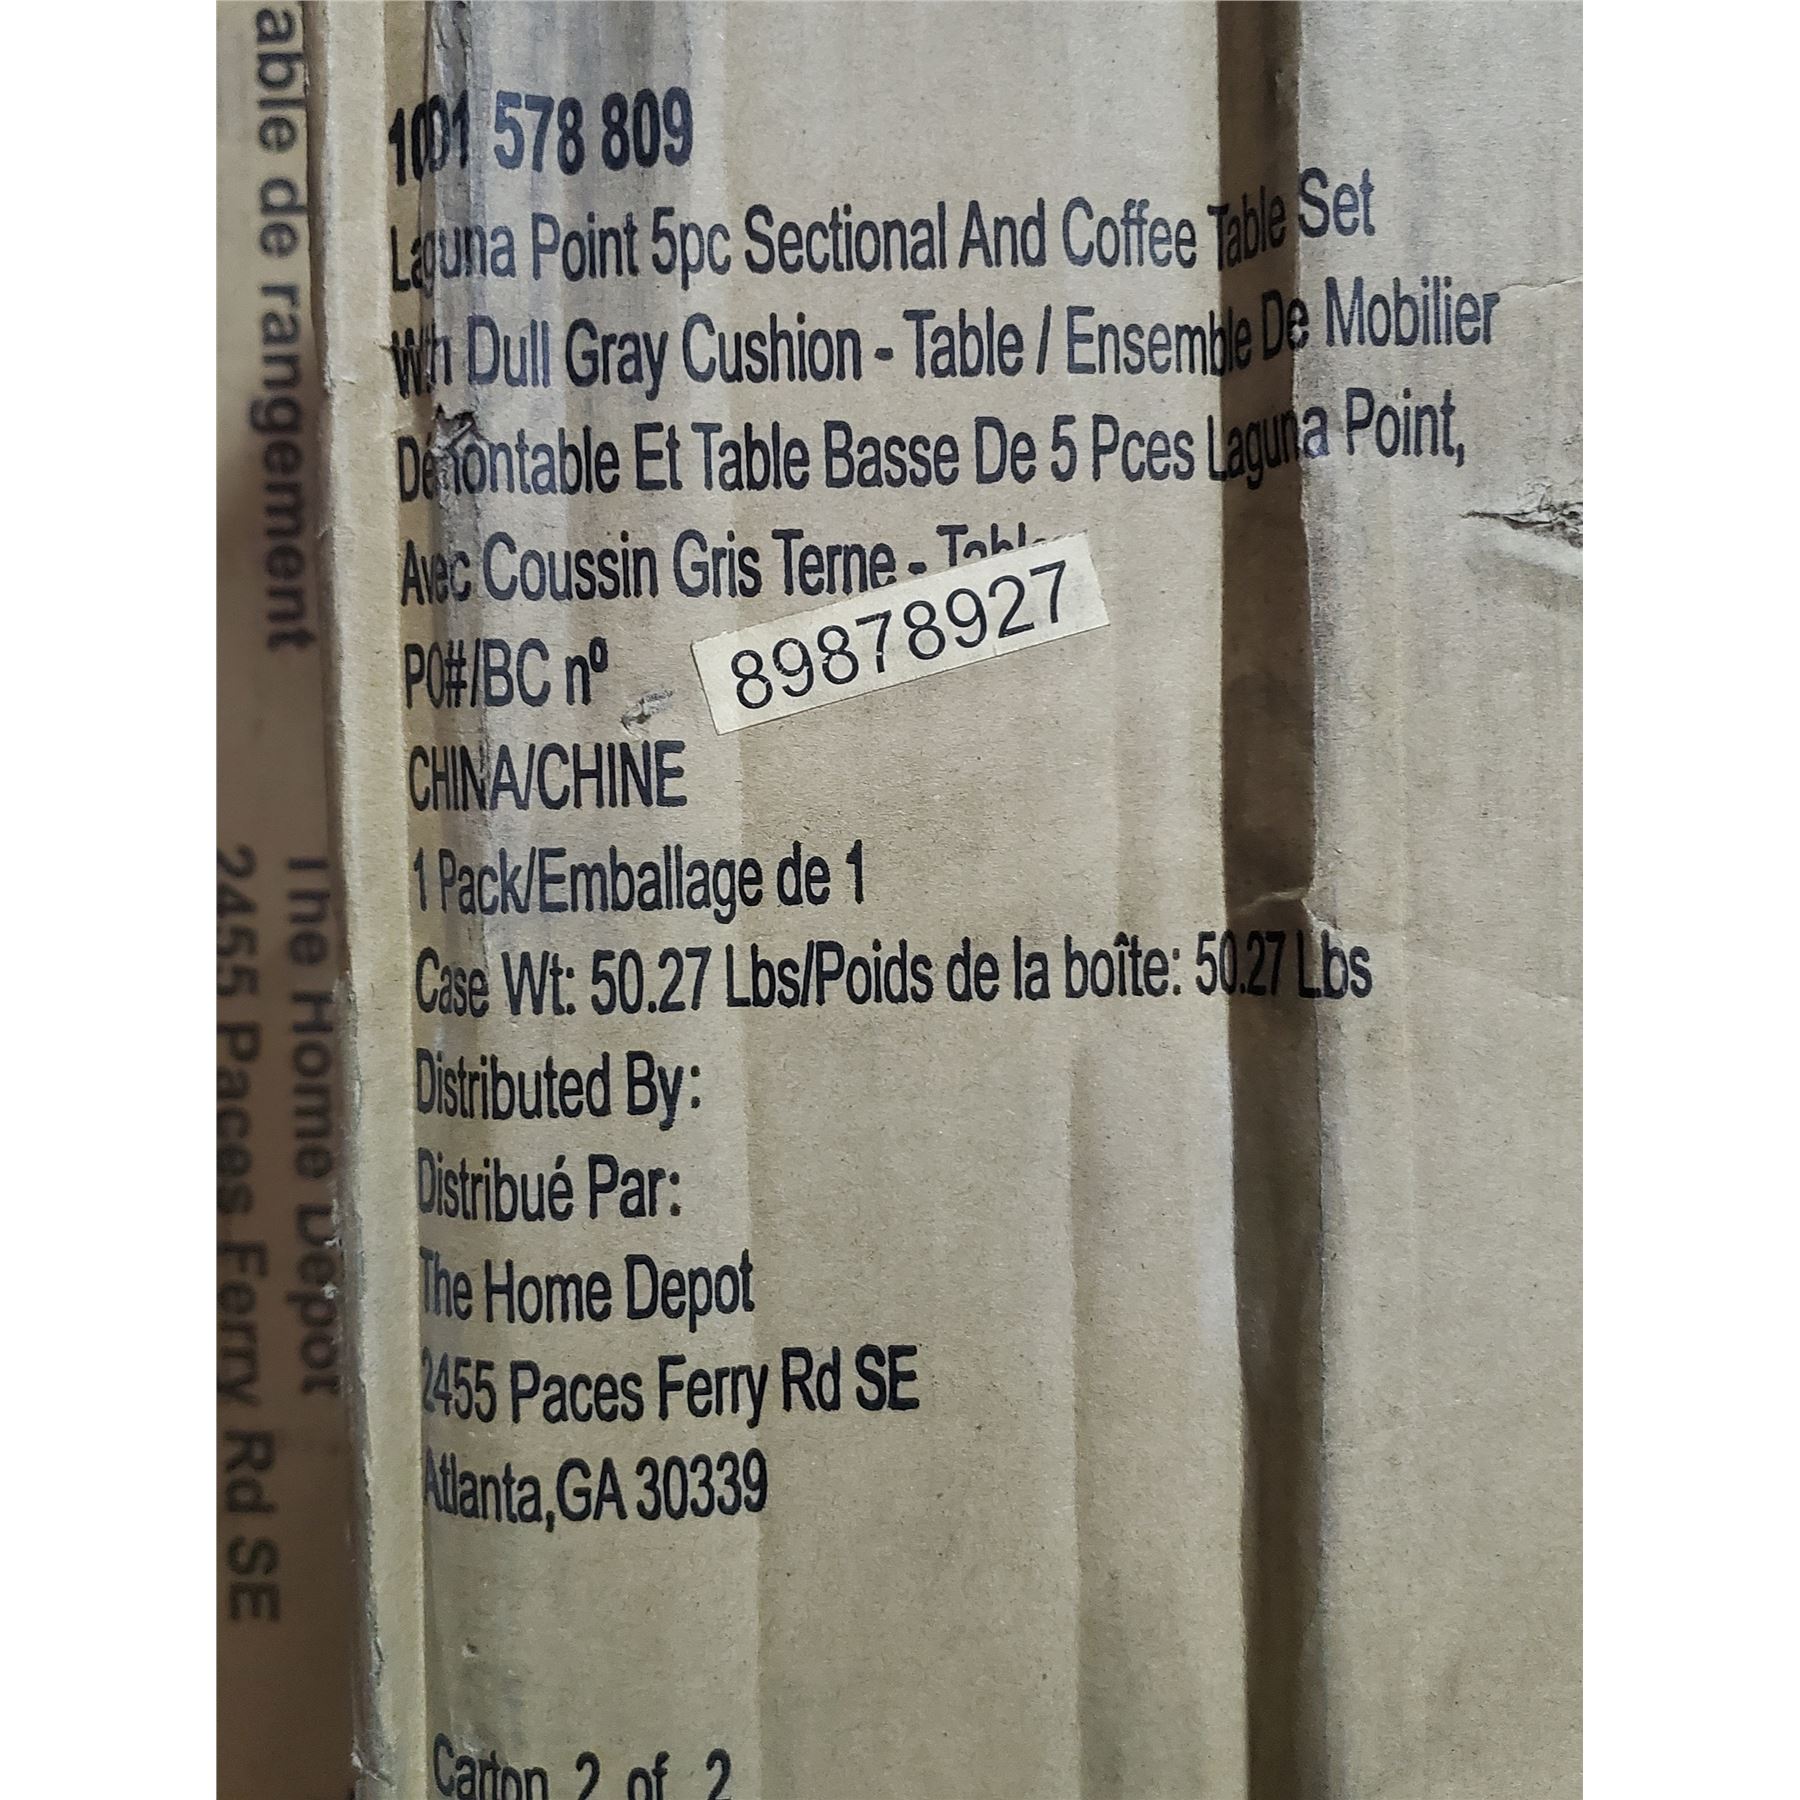 1001 578 809
Laguna Point 5pc Sectional And Coffee Table Set
With Dull Gray Cushion - Table / Ensemble De Mobilier
Démontable Et Table Basse De 5 Pces Laguna Point,
Avec Coussin Gris Terne - Table
PO#/BC nº 89878927
CHINA/CHINE
1 Pack/Emballage de 1
Case Wt: 50.27 Lbs/Poids de la boîte: 50.27 Lbs
Distributed By:
Distribué Par:
The Home Depot
2455 Paces Ferry Rd SE
Atlanta,GA 30339
Carton 2 of 2
able de rangement
The Home Depot
2455 Paces Ferry Rd SE